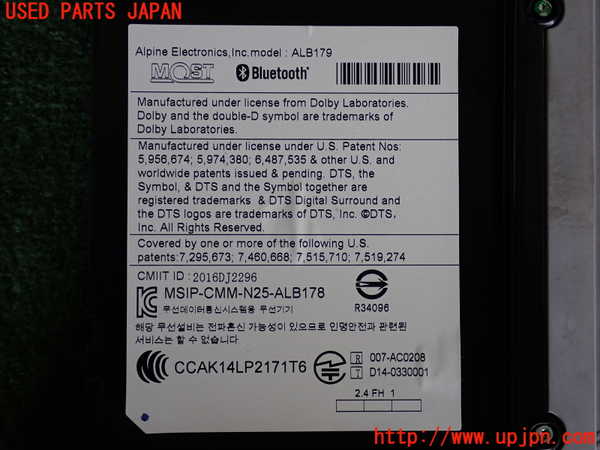 USED PARTS JAPAN
Alpine Electronics,Inc.model : ALB179
MOST Bluetooth®
Manufactured under license from Dolby Laboratories.
Dolby and the double-D symbol are trademarks of
Dolby Laboratories.
Manufactured under license under U.S. Patent Nos:
5,956,674; 5,974,380; 6,487,535 & other U.S. and
worldwide patents issued & pending. DTS, the
Symbol, & DTS and the Symbol together are
registered trademarks & DTS Digital Surround and
the DTS logos are trademarks of DTS, Inc. ©DTS,
Inc. All Rights Reserved.
Covered by one or more of the following U.S.
patents:7,295,673; 7,460,668; 7,515,710; 7,519,274
CMIIT ID : 2016DJ2296
MSIP-CMM-N25-ALB178
무선데이터통신시스템용 무선기기
R34096
해당 무선설비는 전파혼신 가능성이 있으므로 인명안전과 관련된
서비스는 할 수 없습니다
CCAK14LP2171T6
R 007-AC0208
T D14-0330001
2.4 FH 1
http://www.upjpn.com/